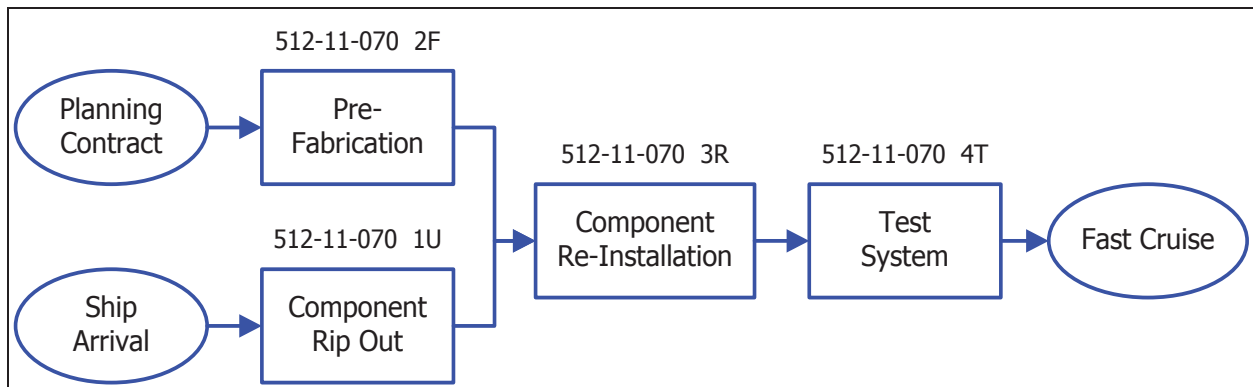 512-11-070 2F
Planning
Contract
Pre-
Fabrication
512-11-070 1U
Ship
Arrival
Component
Rip Out
512-11-070 3R
Component
Re-Installation
512-11-070 4T
Test
System
Fast Cruise